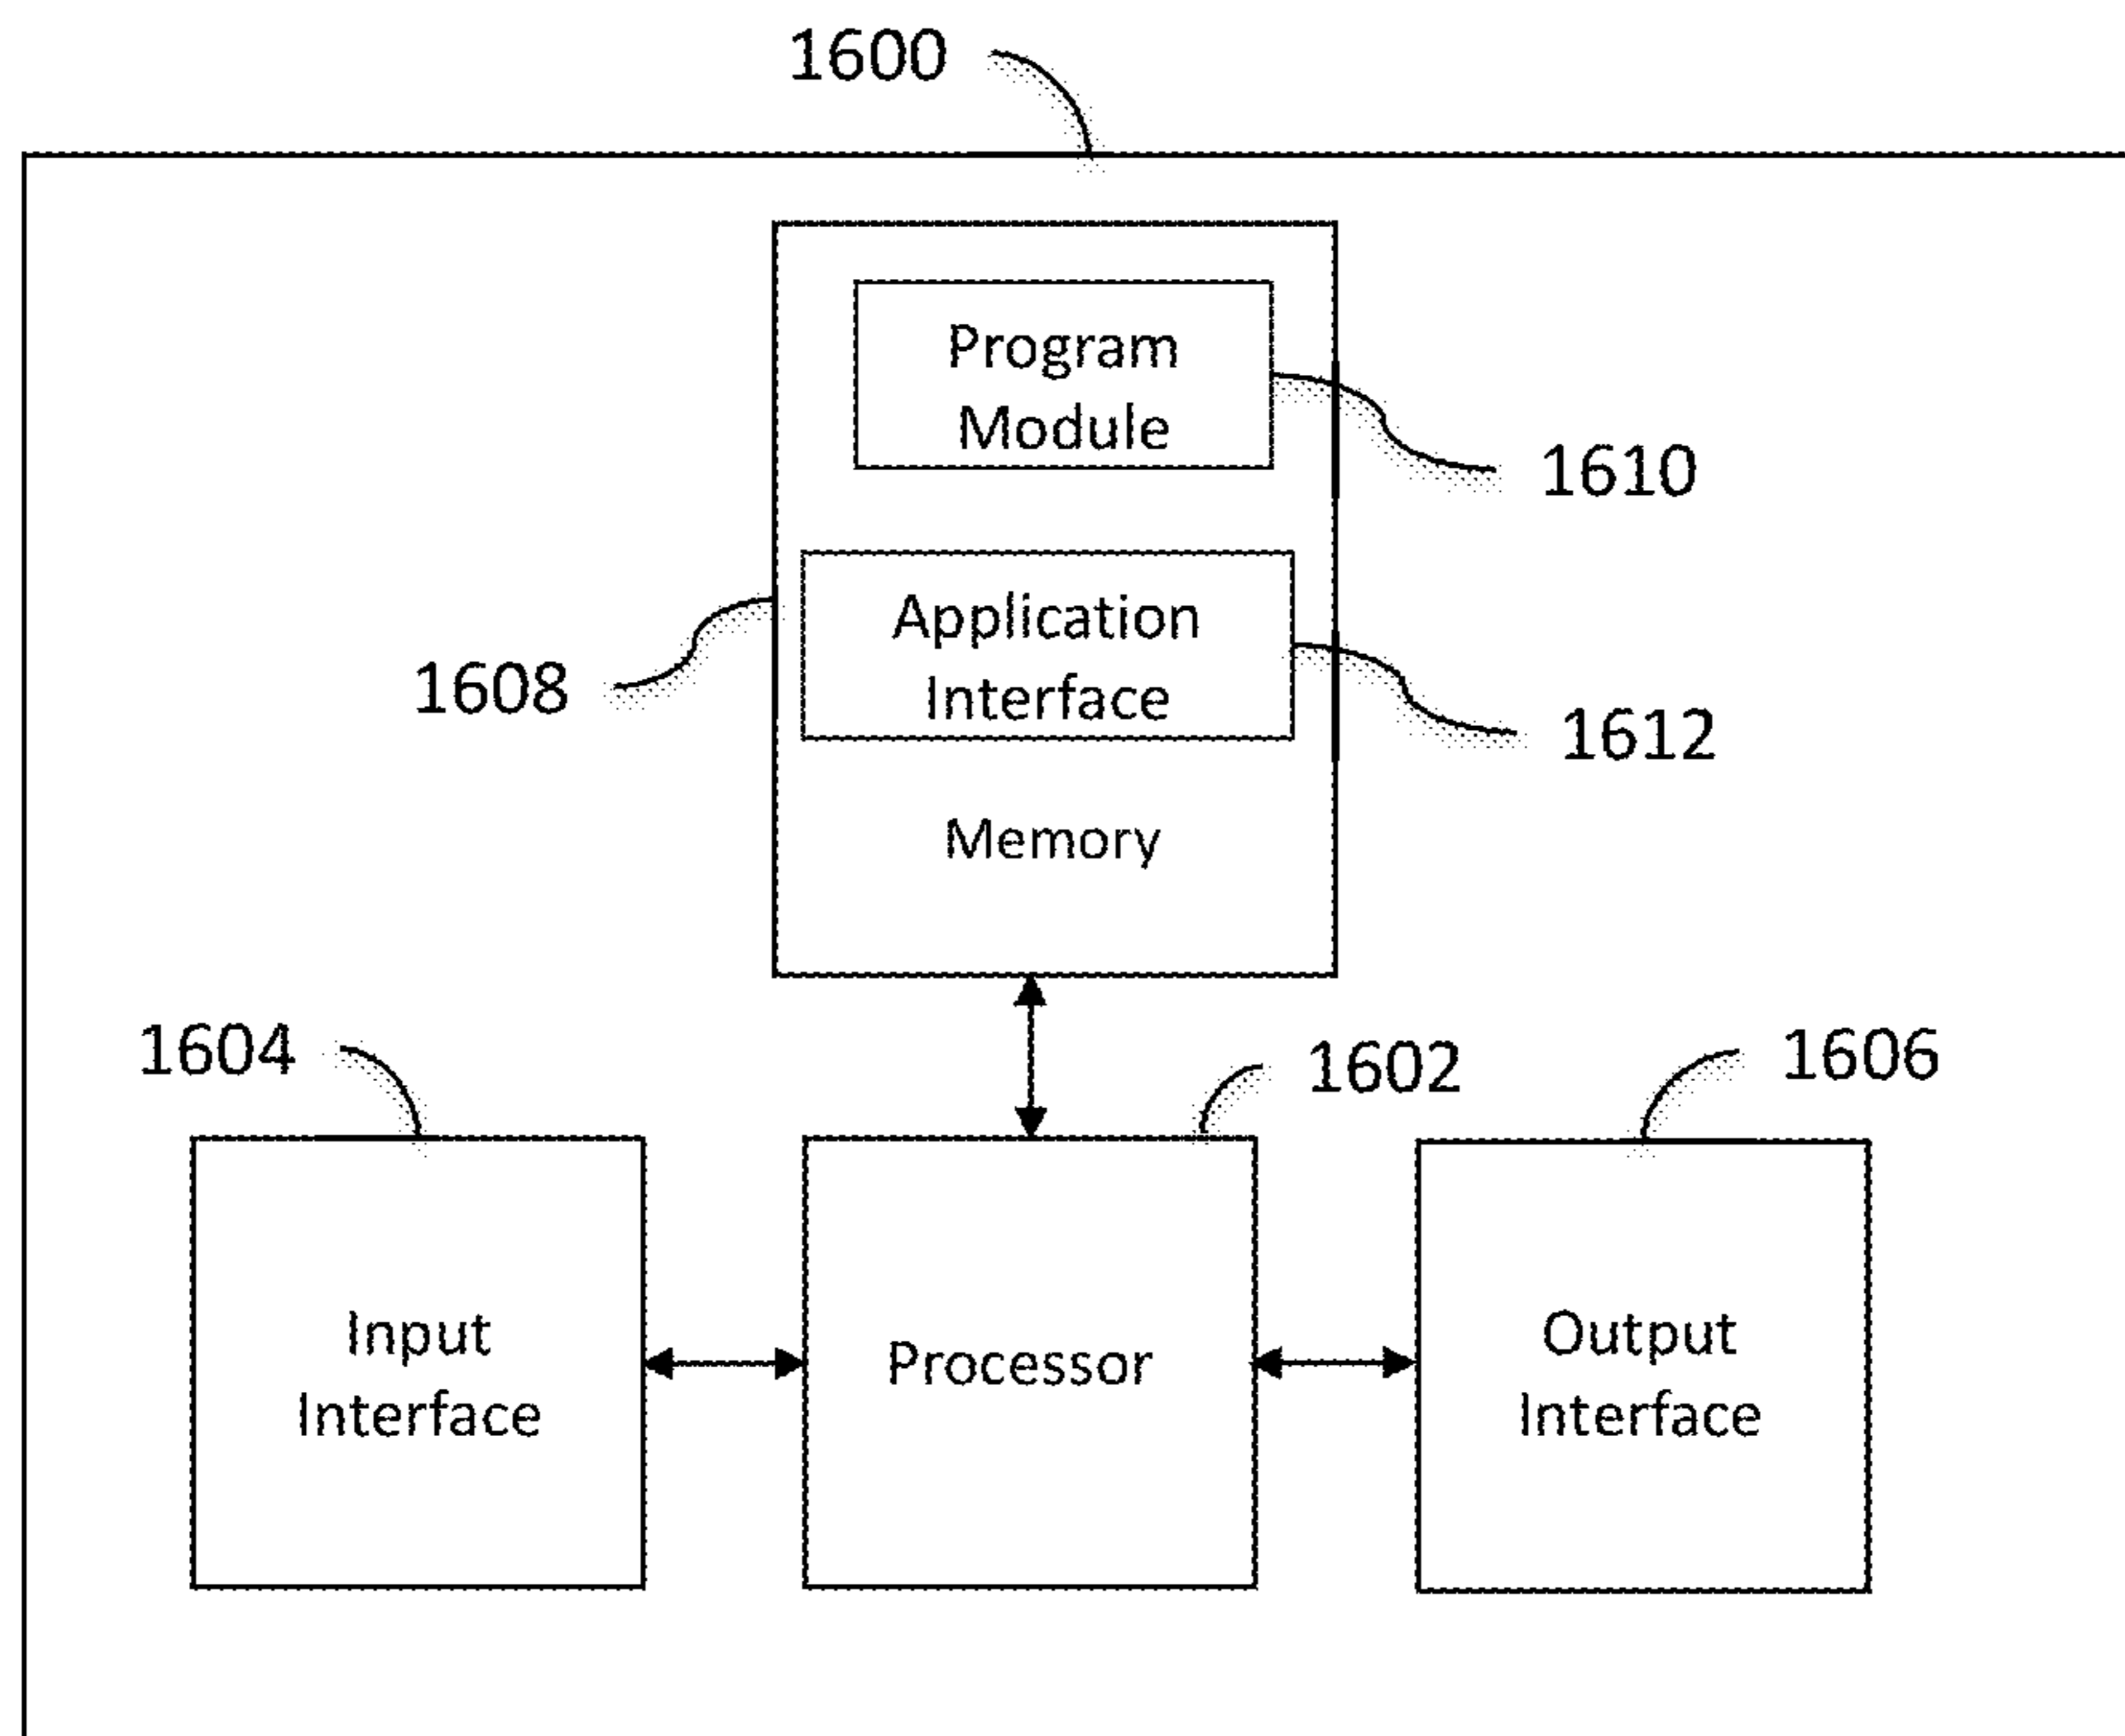 1600
Program
Module
1610
Application
Interface
1608
1612
Memory
1604
1602
1606
Input
Interface
Processor
Output
Interface